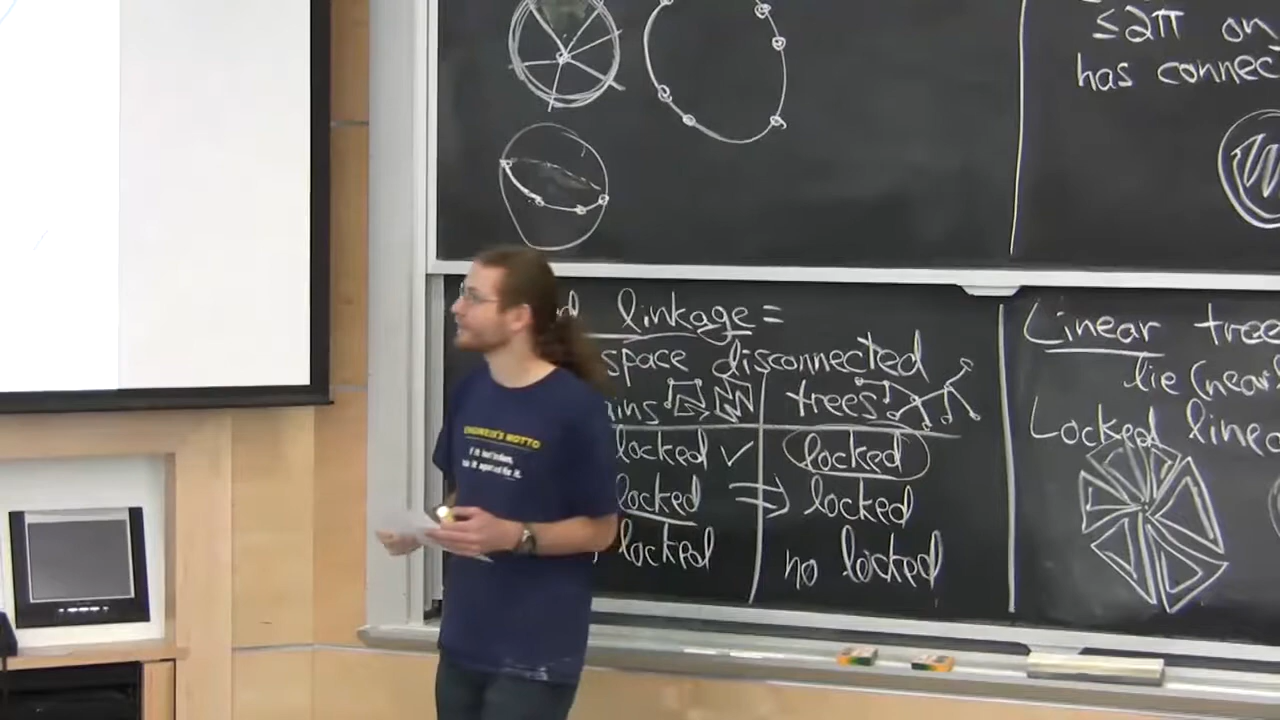 ≤2π on
has connec
linkage =
space disconnected
trees
locked ✓ locked
locked ⇒ locked
locked no locked
Linear tree
lie (near
Locked linea
ENGINEER'S MOTTO